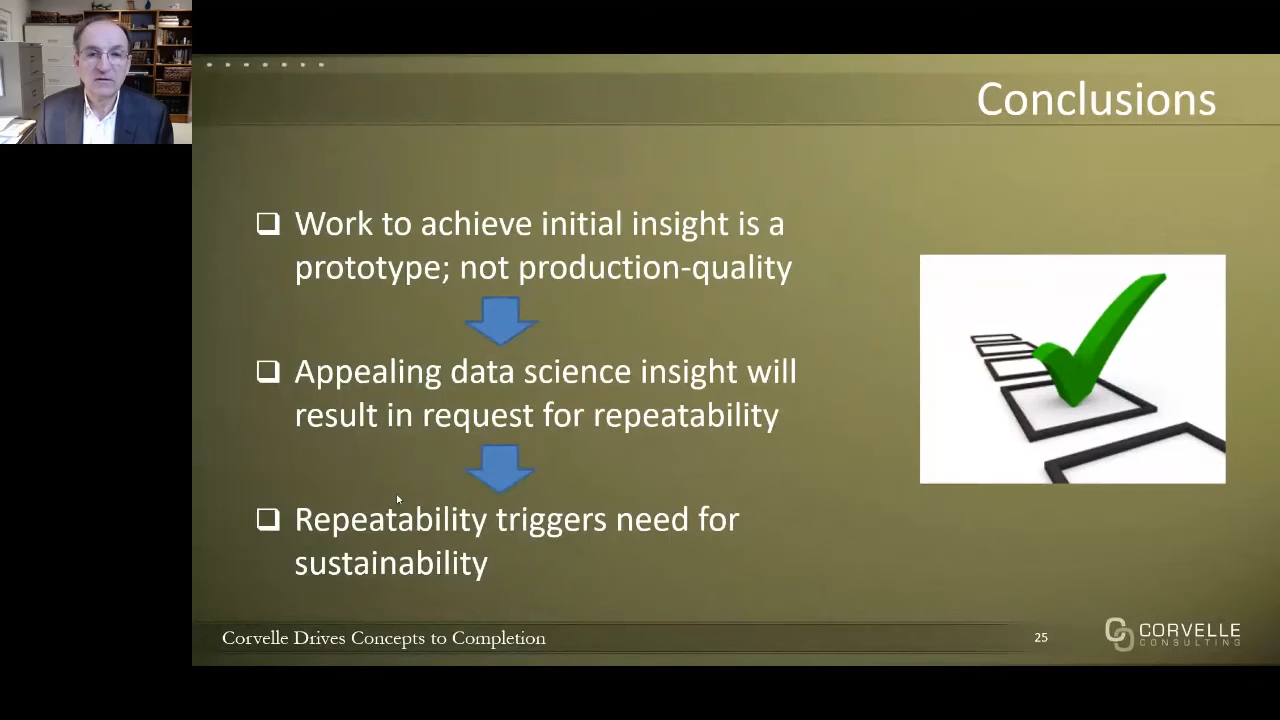 Conclusions
Work to achieve initial insight is a
prototype; not production-quality
Appealing data science insight will
result in request for repeatability
Repeatability triggers need for
sustainability
Corvelle Drives Concepts to Completion
25
CORVELLE
CONSULTING